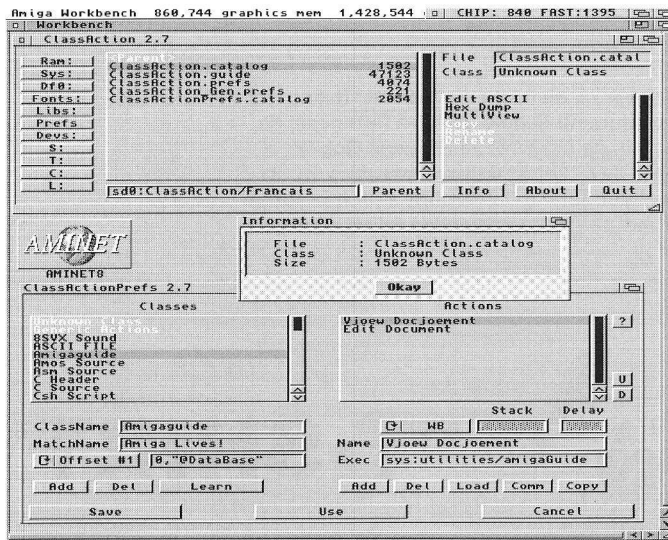 Amiga Workbench 860,744 graphics mem 1,428,544
CHIP: 840 FAST:1395
Workbench
ClassAction 2.7
Ram:
Sys:
Df0:
Fonts:
Libs:
Prefs
Devs:
S:
T:
C:
L:
Parent
ClassAction.catalog 1502
ClassAction.guide 47123
ClassAction.prefs 4074
ClassAction_Gen.prefs 221
ClassActionPrefs.catalog 2054
sd0:ClassAction/Francais
Parent
File ClassAction.catal
Class Unknown Class
Edit ASCII
Hex Dump
MultiView
Copy
Rename
Delete
Info
About
Quit
AMINET
AMINET8
Information
File : ClassAction.catalog
Class : Unknown Class
Size : 1502 Bytes
Okay
ClassActionPrefs 2.7
Classes
Unknown Class
Generic Actions
8SVX Sound
ASCII FILE
Amigaguide
Amos Source
Asm Source
C Header
C Source
Csh Script
ClassName Amigaguide
MatchName Amiga Lives!
Offset #1 0,"@DataBase"
Add
Del
Learn
Actions
Vjoew Docjoement
Edit Document
?
U
D
Stack
Delay
WB
Name Vjoew Docjoement
Exec sys:utilities/amigaGuide
Add
Del
Load
Comm
Copy
Save
Use
Cancel